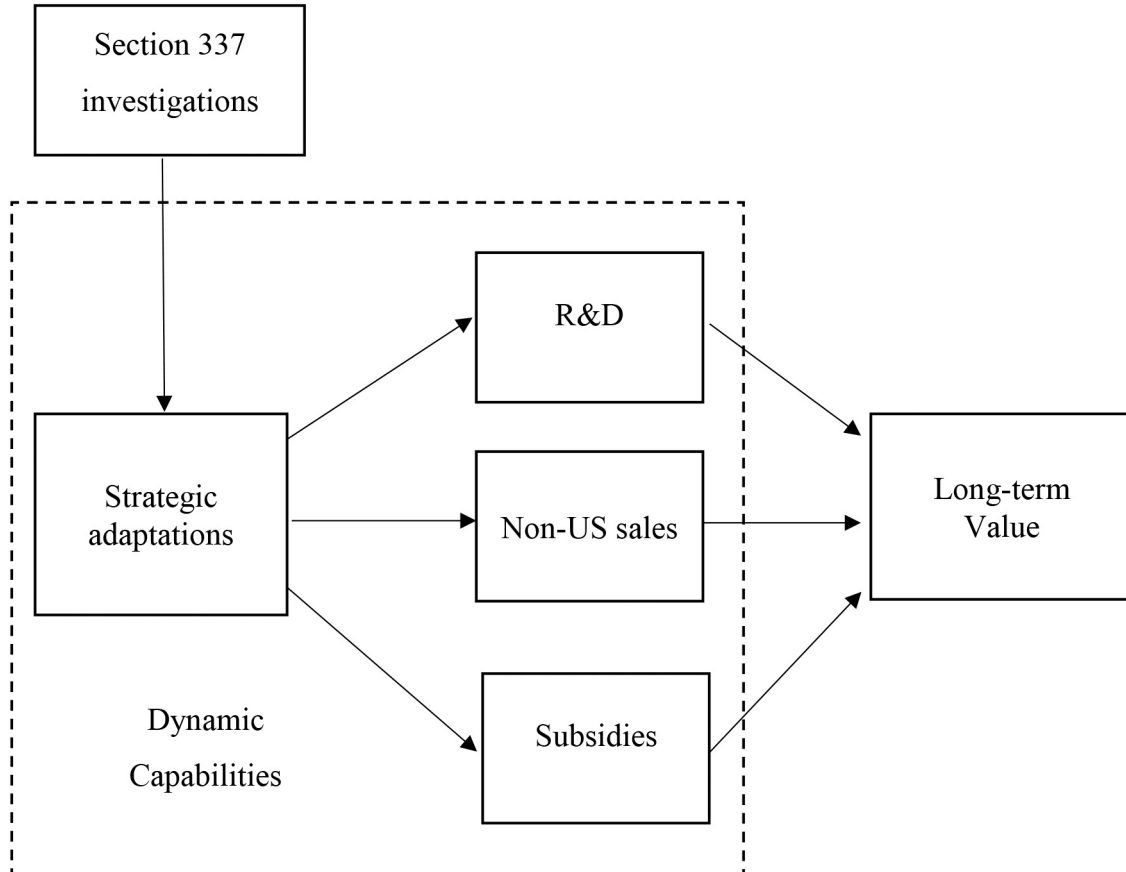 Section 337
investigations
R&D
Strategic
adaptations
Non-US sales
Long-term
Value
Subsidies
Dynamic
Capabilities